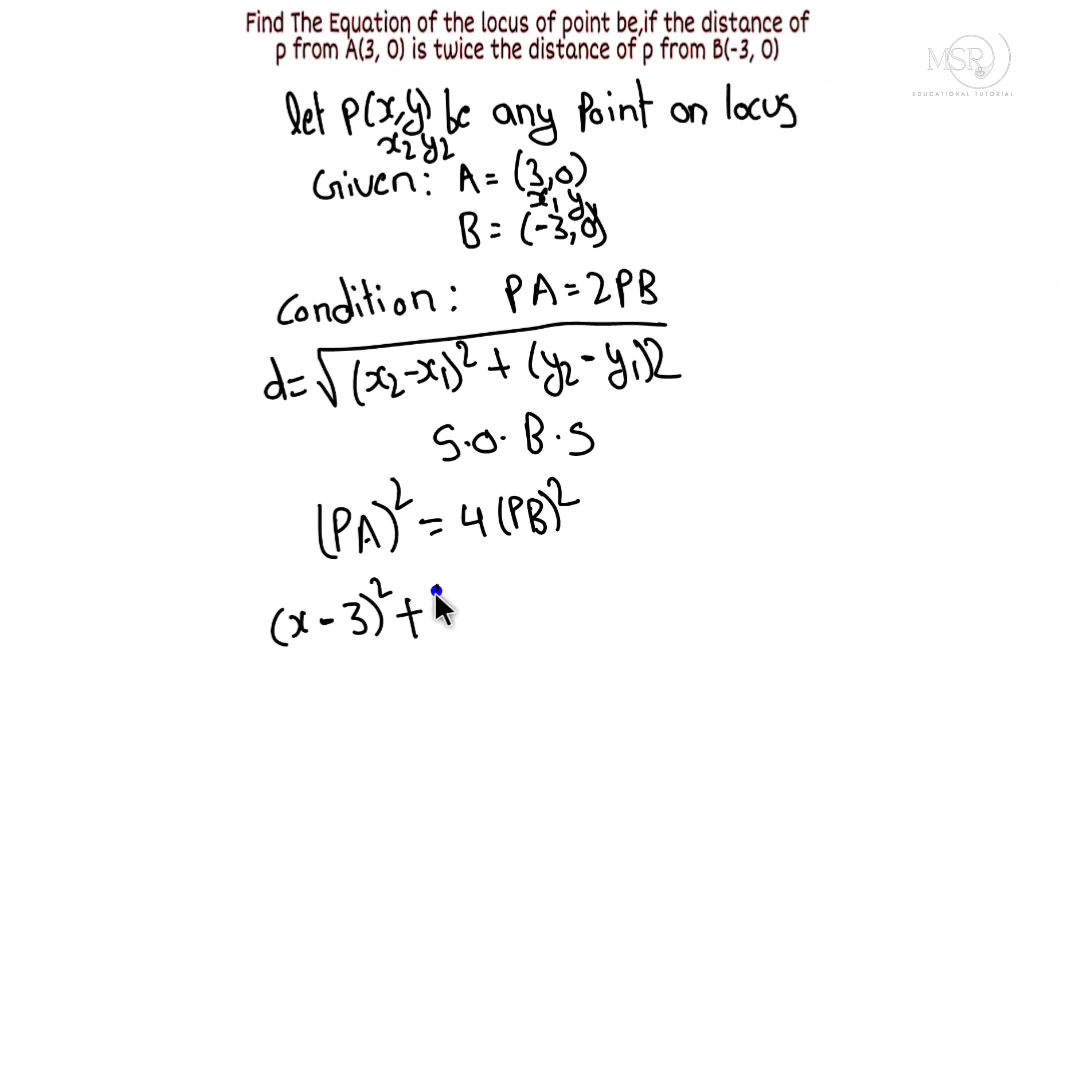 Find The Equation of the locus of point be,if the distance of
p from A(3, 0) is twice the distance of p from B(-3, 0)
MSR
EDUCATIONAL TUTORIAL
let P(x,y) be any Point on locus
x2 y2
Given: A = (3,0)
x1 y1
B = (-3,0)
Condition: PA=2PB
d=√(x2-x1)² + (y2-y1)2
S.O.B.S
(PA)² = 4(PB)²
(x-3)²+